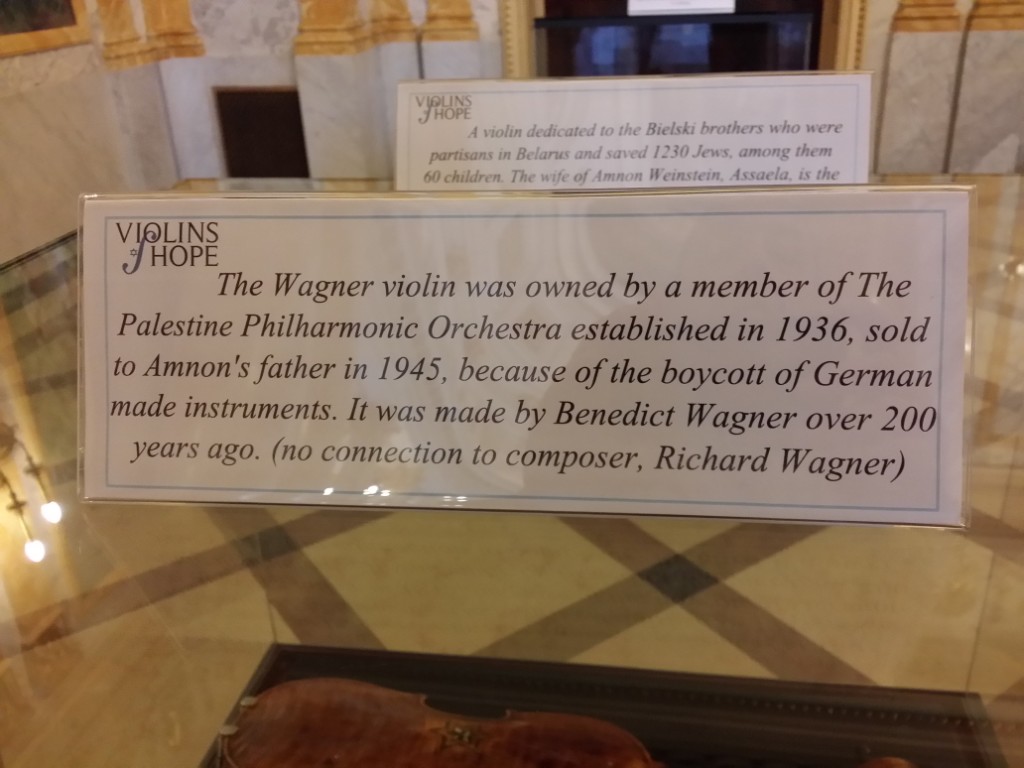 VIOLINS
HOPE
A violin dedicated to the Bielski brothers who were
partisans in Belarus and saved 1230 Jews, among them
60 children. The wife of Amnon Weinstein, Assaela, is the
VIOLINS
HOPE
The Wagner violin was owned by a member of The
Palestine Philharmonic Orchestra established in 1936, sold
to Amnon's father in 1945, because of the boycott of German
made instruments. It was made by Benedict Wagner over 200
years ago. (no connection to composer, Richard Wagner)